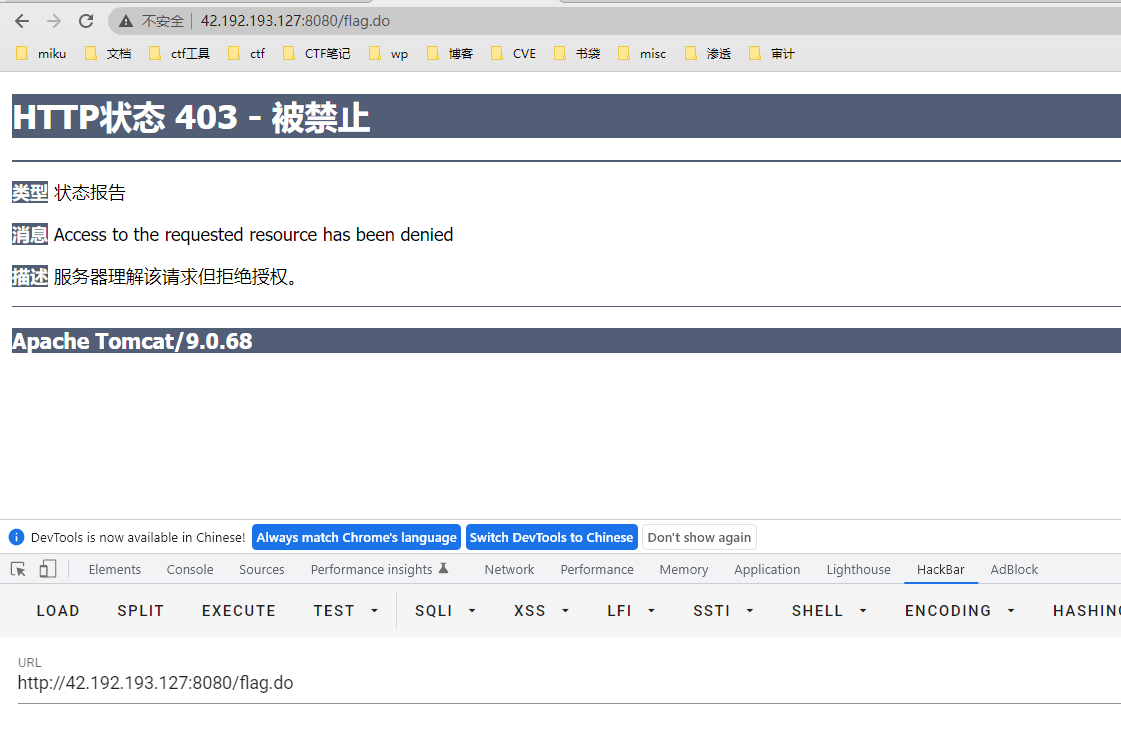 不安全 42.192.193.127:8080/flag.do
miku 文档 ctf工具 ctf CTF笔记 wp 博客 CVE 书袋 misc 渗透 审计
HTTP状态 403 - 被禁止
类型 状态报告
消息 Access to the requested resource has been denied
描述 服务器理解该请求但拒绝授权。
Apache Tomcat/9.0.68
DevTools is now available in Chinese! Always match Chrome's language Switch DevTools to Chinese Don't show again
Elements Console Sources Performance insights Network Performance Memory Application Lighthouse HackBar AdBlock
LOAD SPLIT EXECUTE TEST SQLI XSS LFI SSTI SHELL ENCODING HASHING
URL
http://42.192.193.127:8080/flag.do